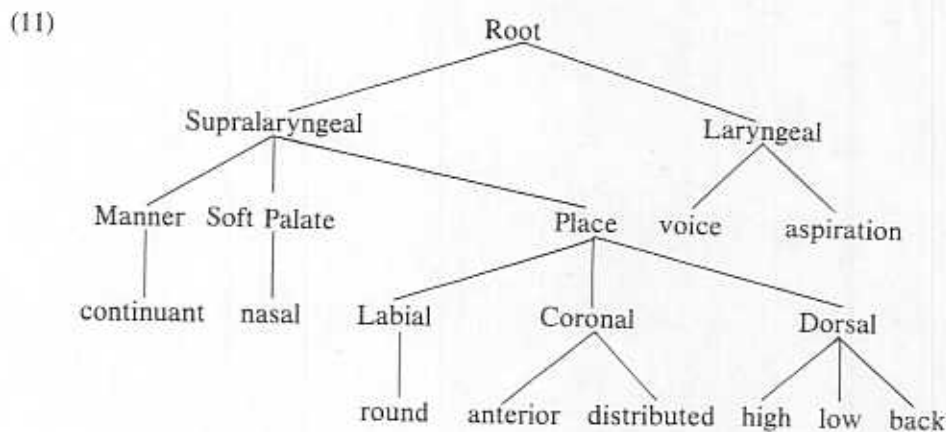 (11)
Root
Supralaryngeal Laryngeal
Manner Soft Palate Place voice aspiration
continuant nasal Labial Coronal Dorsal
round anterior distributed high low back